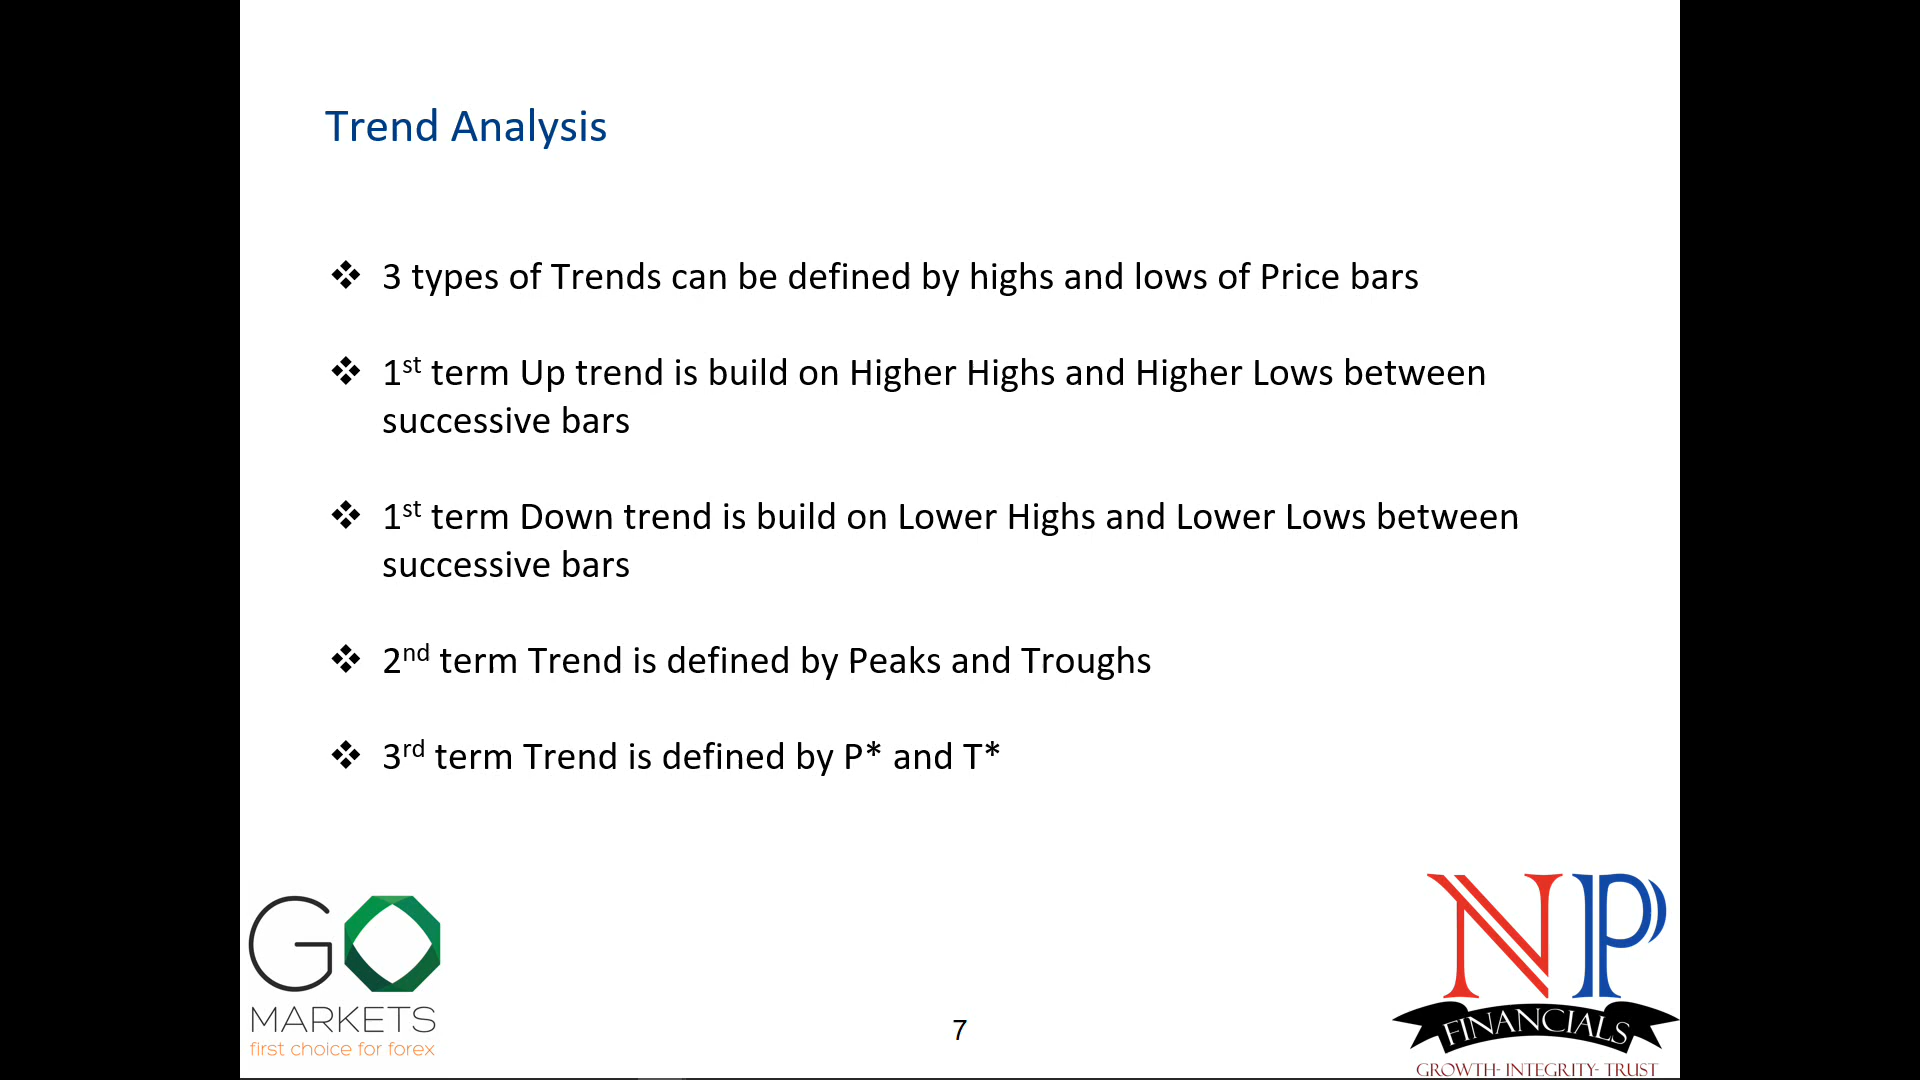 Trend Analysis
❖ 3 types of Trends can be defined by highs and lows of Price bars
❖ 1st term Up trend is build on Higher Highs and Higher Lows between
successive bars
❖ 1st term Down trend is build on Lower Highs and Lower Lows between
successive bars
❖ 2nd term Trend is defined by Peaks and Troughs
❖ 3rd term Trend is defined by P* and T*
GO
MARKETS
first choice for forex
7
NP
FINANCIALS
GROWTH- INTEGRITY- TRUST